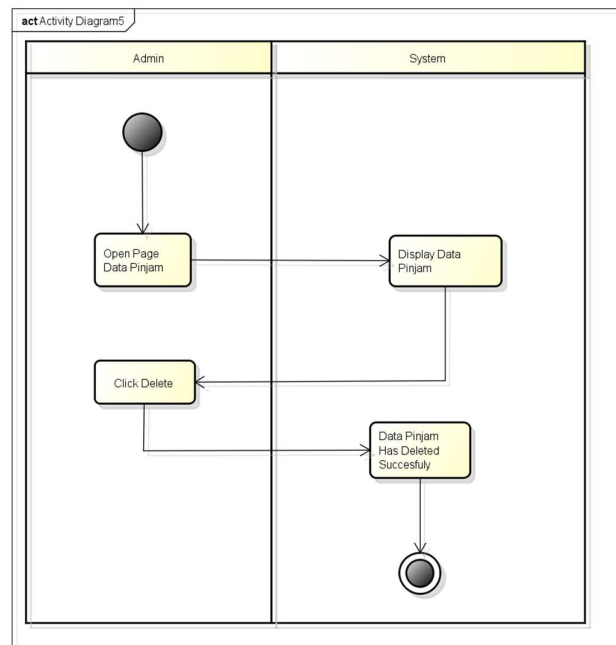 act Activity Diagram5
Admin
System
Open Page
Data Pinjam
Display Data
Pinjam
Click Delete
Data Pinjam
Has Deleted
Succesfuly